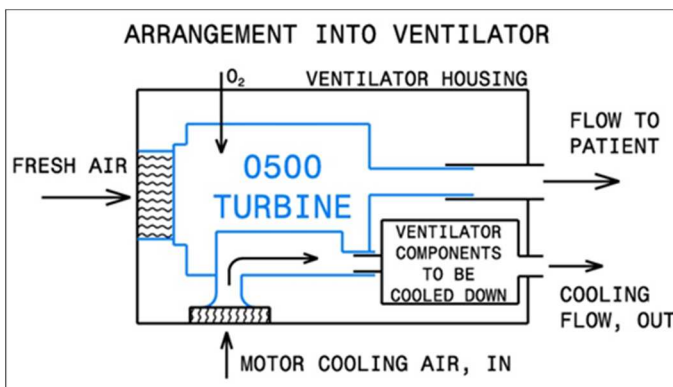 ARRANGEMENT INTO VENTILATOR
O₂
VENTILATOR HOUSING
FRESH AIR
0500
TURBINE
FLOW TO
PATIENT
VENTILATOR
COMPONENTS
TO BE
COOLED DOWN
COOLING
FLOW, OUT
MOTOR COOLING AIR, IN